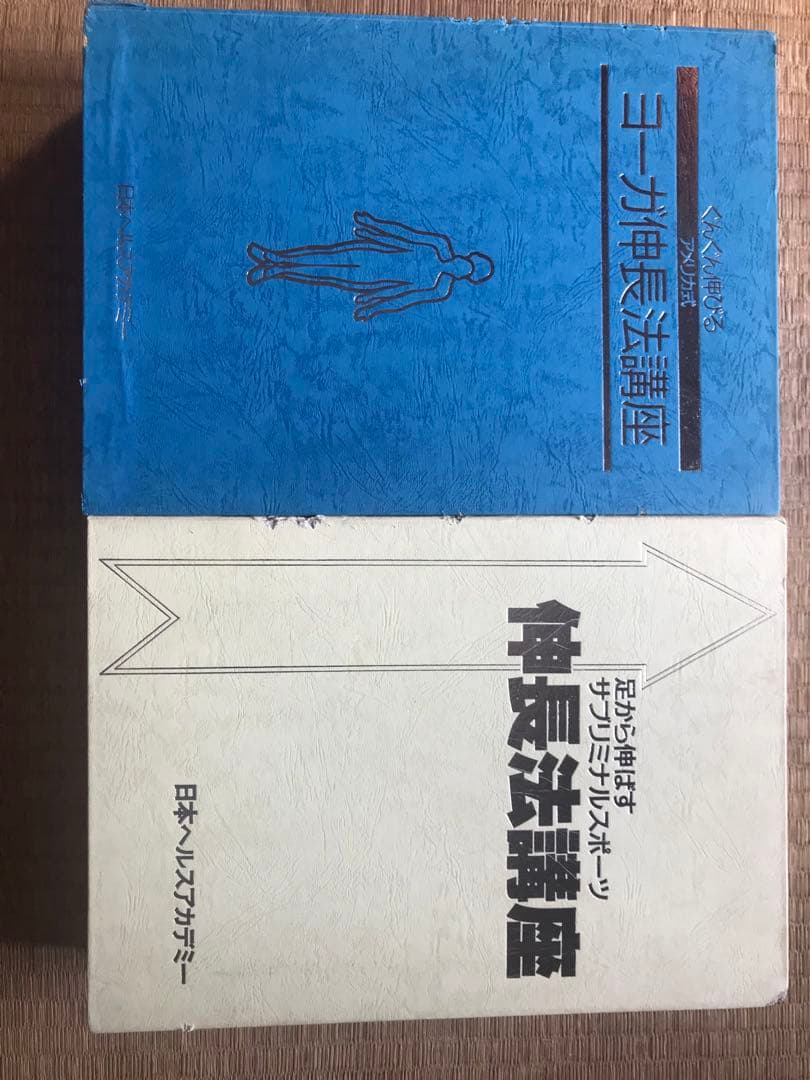 ぐんぐん伸びる
アメリカ式
ヨーガ伸長法講座
日本ヘルスアカデミー
足から伸ばす
サブリミナルスポーツ
伸長法講座
日本ヘルスアカデミー